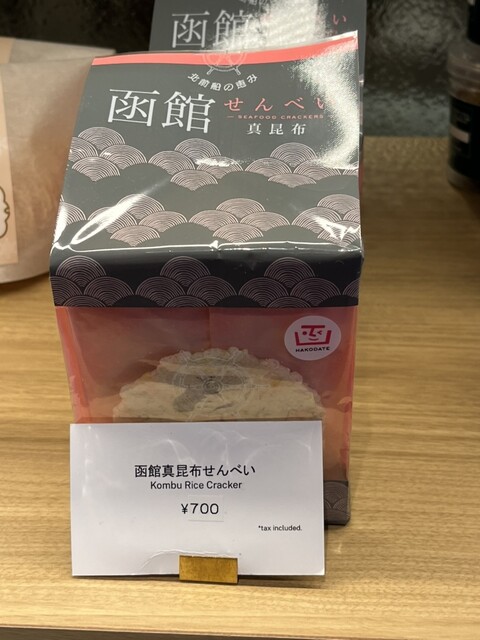 函館
北前船の恵み
函館
せんべい
SEAFOOD CRACKERS
真昆布
HAKODATE
函館真昆布せんべい
Kombu Rice Cracker
¥700
*tax included.